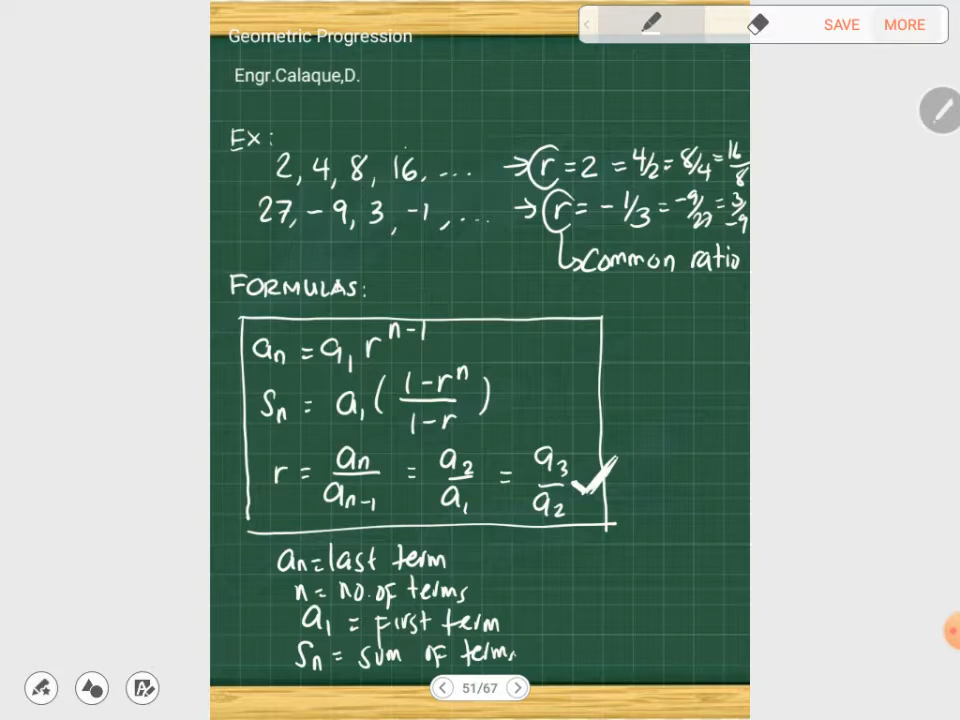 SAVE MORE
Geometric Progression
Engr.Calaque,D.
Ex:
2, 4, 8, 16, ... → r = 2 = 4/2 = 8/4 = 16/8
27, -9, 3, -1, ... → r = -1/3 = -9/27 = 3/-9
↳ Common ratio
FORMULAS:
an = a1 r^n-1
Sn = a1 ( 1-r^n / 1-r )
r = an / an-1 = a2 / a1 = a3 / a2 ✓
an = last term
n = no. of terms
a1 = First term
Sn = sum of terms
51/67